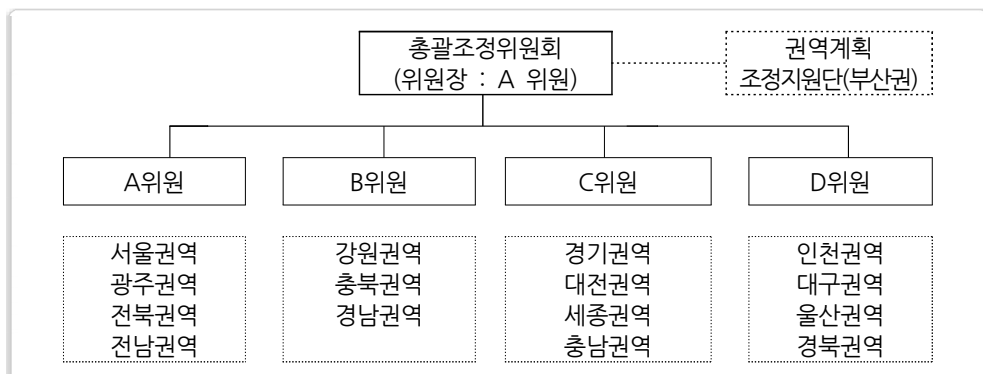 총괄조정위원회
(위원장 : A 위원)
권역계획
조정지원단(부산권)
A위원
B위원
C위원
D위원
서울권역
광주권역
전북권역
전남권역
강원권역
충북권역
경남권역
경기권역
대전권역
세종권역
충남권역
인천권역
대구권역
울산권역
경북권역